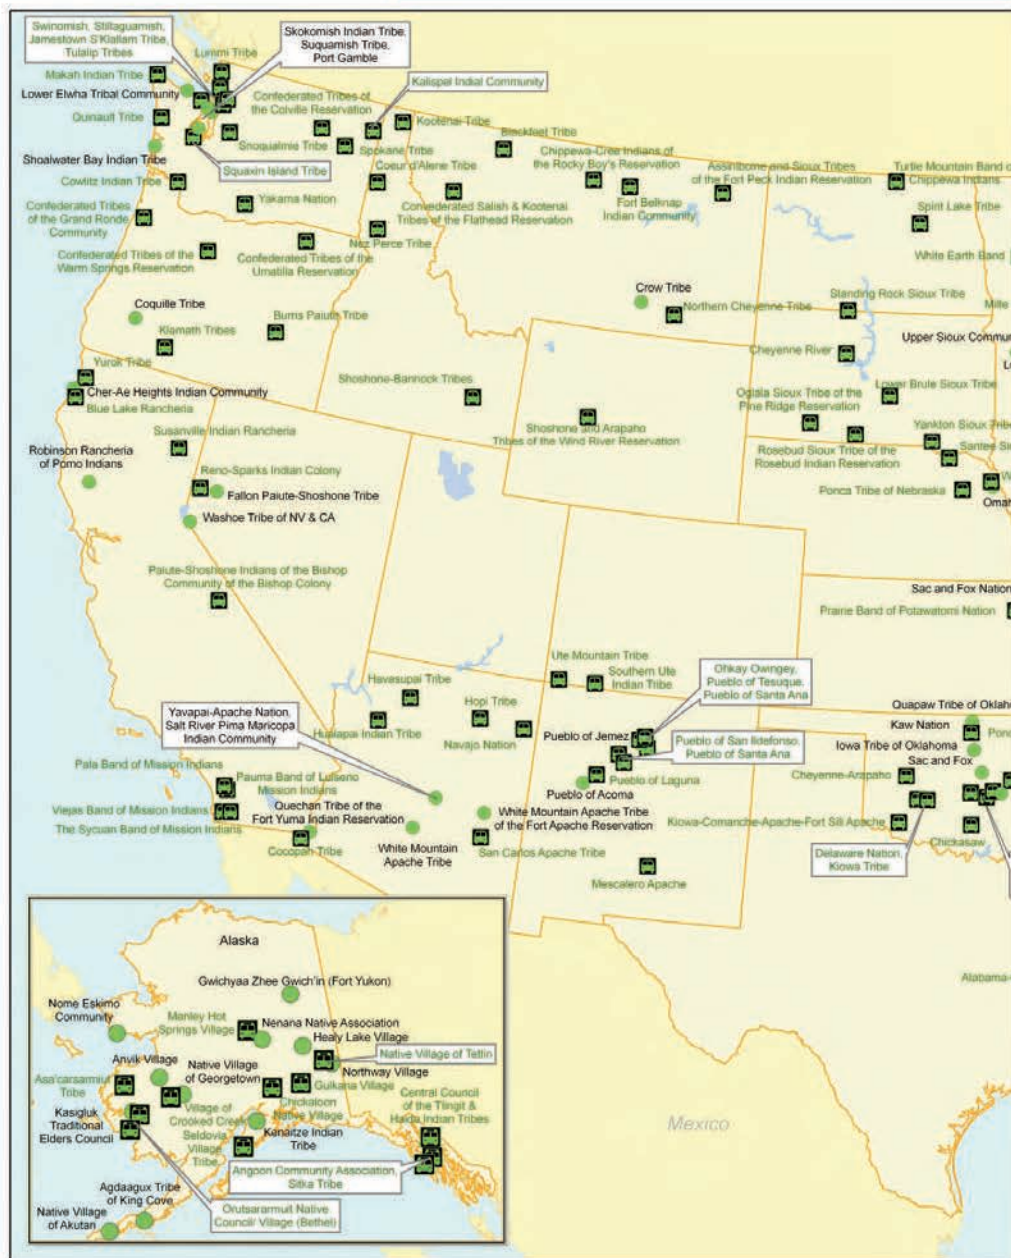 Swinomish, Stillaguamish,
Jamestown S'Klallam Tribe,
Tulalip Tribes
Skokomish Indian Tribe,
Suquamish Tribe,
Port Gamble
Lummi Tribe
Makah Indian Tribe
Lower Elwha Tribal Community
Confederated Tribes of
the Colville Reservation
Kalispel Indial Community
Quinault Tribe
Kootenai Tribe
Snoqualmie Tribe
Spokane Tribe
Blackfeet Tribe
Shoalwater Bay Indian Tribe
Squaxin Island Tribe
Coeur d'Alene Tribe
Chippewa-Cree Indians of
the Rocky Boy's Reservation
Assiniboine and Sioux Tribes
of the Fort Peck Indian Reservation
Turtle Mountain Band of
Chippewa Indians
Cowlitz Indian Tribe
Yakama Nation
Confederated Salish & Kootenai
Tribes of the Flathead Reservation
Fort Belknap
Indian Community
Spirit Lake Tribe
Confederated Tribes
of the Grand Ronde
Community
Nez Perce Tribe
White Earth Band
Confederated Tribes of the
Warm Springs Reservation
Confederated Tribes of the
Umatilla Reservation
Crow Tribe
Northern Cheyenne Tribe
Standing Rock Sioux Tribe
Mille
Coquille Tribe
Burns Paiute Tribe
Klamath Tribes
Upper Sioux Commun
Cheyenne River
Yurok Tribe
Cher-Ae Heights Indian Community
Blue Lake Rancheria
Shoshone-Bannock Tribes
Lower Brule Sioux Tribe
Oglala Sioux Tribe of the
Pine Ridge Reservation
Shoshone and Arapaho
Tribes of the Wind River Reservation
Yankton Sioux Tribe
Santee Si
Rosebud Sioux Tribe of the
Rosebud Indian Reservation
Susanville Indian Rancheria
Robinson Rancheria
of Pomo Indians
Reno-Sparks Indian Colony
Fallon Paiute-Shoshone Tribe
Ponca Tribe of Nebraska
W
Omah
Washoe Tribe of NV & CA
Paiute-Shoshone Indians of the Bishop
Community of the Bishop Colony
Sac and Fox Nation
Prairie Band of Potawatomi Nation
Ute Mountain Tribe
Southern Ute
Indian Tribe
Ohkay Owingey,
Pueblo of Tesuque,
Pueblo of Santa Ana
Havasupai Tribe
Hopi Tribe
Yavapai-Apache Nation,
Salt River Pima Maricopa
Indian Community
Hualapai Indian Tribe
Navajo Nation
Pueblo of Jemez
Pueblo of San Ildefonso,
Pueblo of Santa Ana
Quapaw Tribe of Oklah
Kaw Nation
Ponc
Iowa Tribe of Oklahoma
Sac and Fox
Pala Band of Mission Indians
Pauma Band of Luiseno
Mission Indians
Pueblo of Laguna
Pueblo of Acoma
Cheyenne-Arapaho
Viejas Band of Mission Indians
Quechan Tribe of the
Fort Yuma Indian Reservation
The Sycuan Band of Mission Indians
White Mountain Apache Tribe
of the Fort Apache Reservation
Kiowa-Comanche-Apache-Fort Sill Apache
Cocopah Tribe
White Mountain
Apache Tribe
San Carlos Apache Tribe
Chickasaw
Delaware Nation,
Kiowa Tribe
Mescalero Apache
Alaska
Gwichyaa Zhee Gwich'in (Fort Yukon)
Alabama-
Nome Eskimo
Community
Manley Hot
Springs Village
Nenana Native Association
Healy Lake Village
Native Village of Tetlin
Anvik Village
Native Village
of Georgetown
Northway Village
Gulkana Village
Asa'carsarmiut
Tribe
Central Council
of the Tlingit &
Haida Indian Tribes
Kasigluk
Traditional
Elders Council
Village of
Crooked Creek
Chickaloon
Native Village
Seldovia
Village
Tribe
Kenaitze Indian
Tribe
Mexico
Angoon Community Association,
Sitka Tribe
Agdaagux Tribe
of King Cove
Orutsararmuit Native
Council/ Village (Bethel)
Native Village
of Akutan